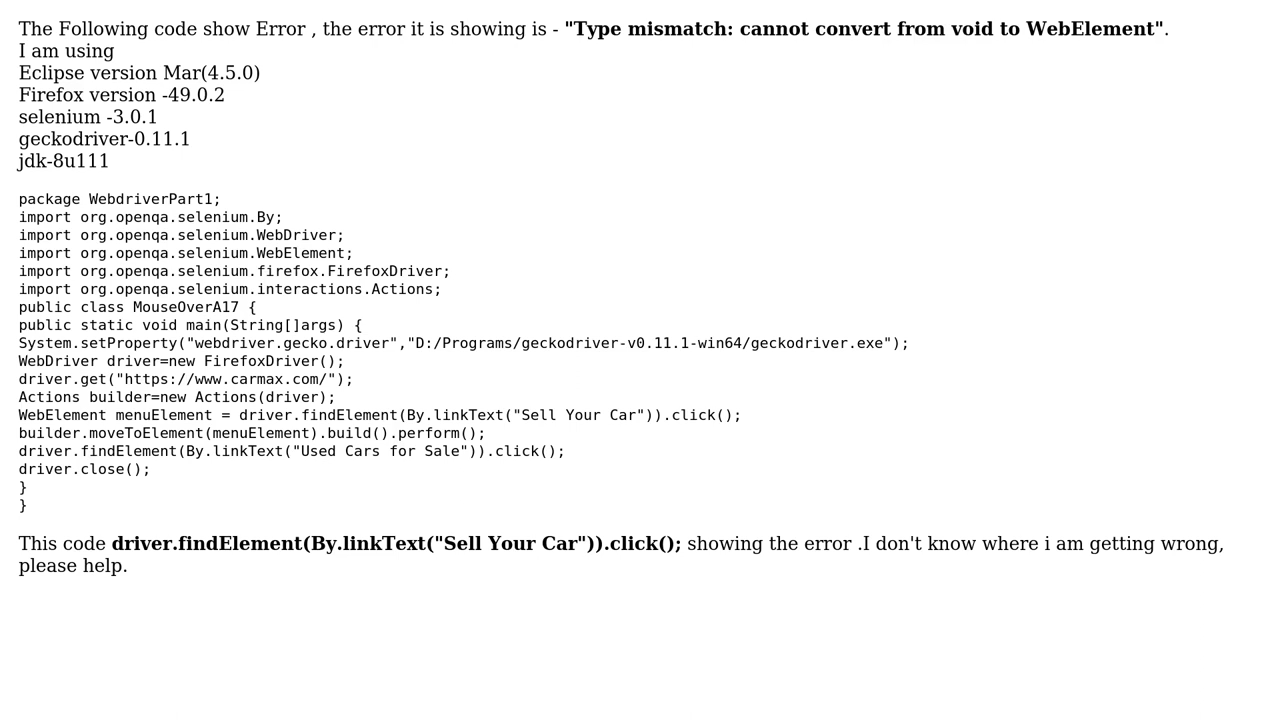 The Following code show Error , the error it is showing is - "Type mismatch: cannot convert from void to WebElement".
I am using
Eclipse version Mar(4.5.0)
Firefox version -49.0.2
selenium -3.0.1
geckodriver-0.11.1
jdk-8u111
package WebdriverPart1;
import org.openqa.selenium.By;
import org.openqa.selenium.WebDriver;
import org.openqa.selenium.WebElement;
import org.openqa.selenium.firefox.FirefoxDriver;
import org.openqa.selenium.interactions.Actions;
public class MouseOverA17 {
public static void main(String[]args) {
System.setProperty("webdriver.gecko.driver","D:/Programs/geckodriver-v0.11.1-win64/geckodriver.exe");
WebDriver driver=new FirefoxDriver();
driver.get("https://www.carmax.com/");
Actions builder=new Actions(driver);
WebElement menuElement = driver.findElement(By.linkText("Sell Your Car")).click();
builder.moveToElement(menuElement).build().perform();
driver.findElement(By.linkText("Used Cars for Sale")).click();
driver.close();
}
}
This code driver.findElement(By.linkText("Sell Your Car")).click(); showing the error .I don't know where i am getting wrong,
please help.